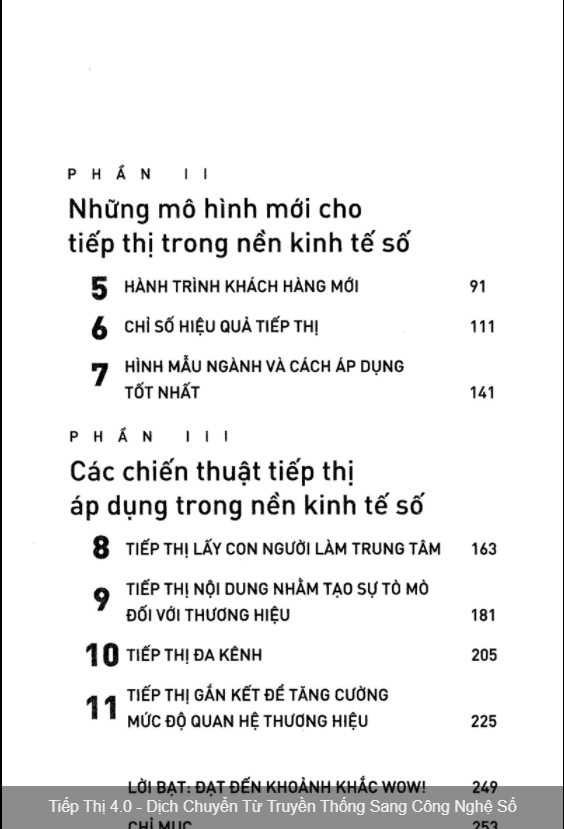 PHẦN II
Những mô hình mới cho
tiếp thị trong nền kinh tế số
5 HÀNH TRÌNH KHÁCH HÀNG MỚI 91
6 CHỈ SỐ HIỆU QUẢ TIẾP THỊ 111
7 HÌNH MẪU NGÀNH VÀ CÁCH ÁP DỤNG
TỐT NHẤT 141
PHẦN III
Các chiến thuật tiếp thị
áp dụng trong nền kinh tế số
8 TIẾP THỊ LẤY CON NGƯỜI LÀM TRUNG TÂM 163
9 TIẾP THỊ NỘI DUNG NHẰM TẠO SỰ TÒ MÒ
ĐỐI VỚI THƯƠNG HIỆU 181
10 TIẾP THỊ ĐA KÊNH 205
11 TIẾP THỊ GẮN KẾT ĐỂ TĂNG CƯỜNG
MỨC ĐỘ QUAN HỆ THƯƠNG HIỆU 225
LỜI BẠT: ĐẠT ĐẾN KHOẢNH KHẮC WOW! 249
Tiếp Thị 4.0 - Dịch Chuyển Từ Truyền Thống Sang Công Nghệ Số
CHỈ MỤC 253